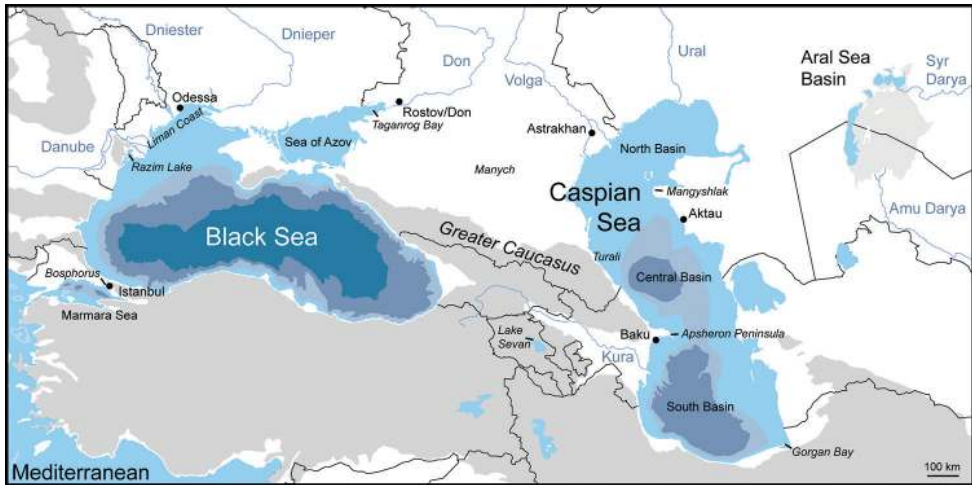 Dniester
Dnieper
Don
Volga
Ural
Aral Sea
Basin
Syr
Darya
Odessa
Liman Coast
Rostov/Don
Taganrog Bay
Sea of Azov
Astrakhan
North Basin
Danube
Razim Lake
Manych
Mangyshlak
Caspian
Sea
Aktau
Amu Darya
Black Sea
Greater Caucasus
Turali
Central Basin
Bosphorus
Istanbul
Marmara Sea
Lake
Sevan
Kura
Baku
Apsheron Peninsula
South Basin
Gorgan Bay
Mediterranean
100 km